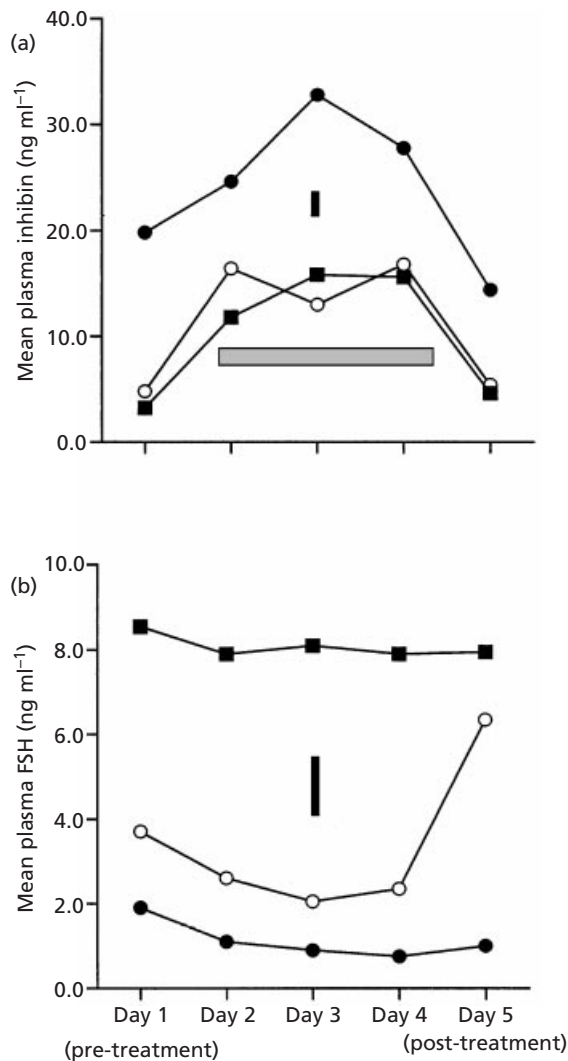 (a)
Mean plasma inhibin (ng ml⁻¹)
40.0
30.0
20.0
10.0
0.0
(b)
Mean plasma FSH (ng ml⁻¹)
10.0
8.0
6.0
4.0
2.0
0.0
Day 1 Day 2 Day 3 Day 4 Day 5
(pre-treatment) (post-treatment)